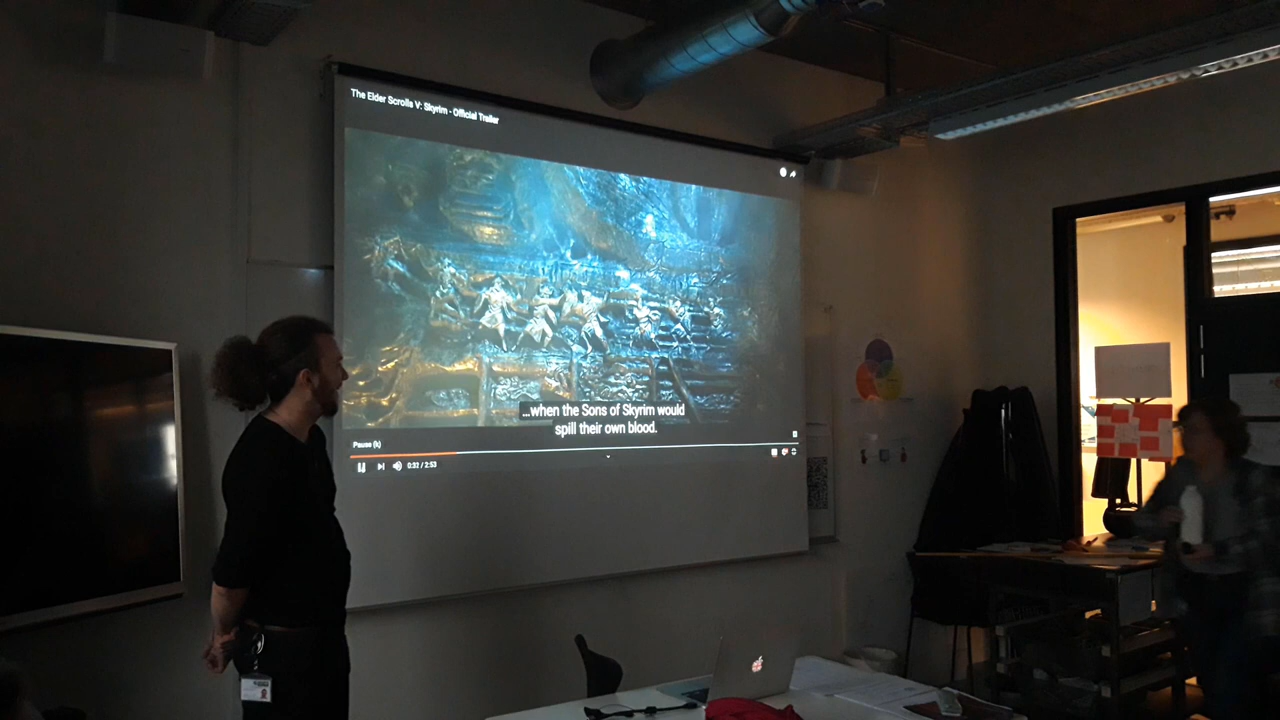 The Elder Scrolls V: Skyrim - Official Trailer
...when the Sons of Skyrim would
spill their own blood.
Pause (k)
0:32 / 2:53